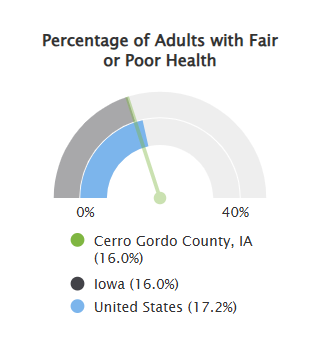 Percentage of Adults with Fair
or Poor Health
0%
40%
Cerro Gordo County, IA
(16.0%)
Iowa (16.0%)
United States (17.2%)